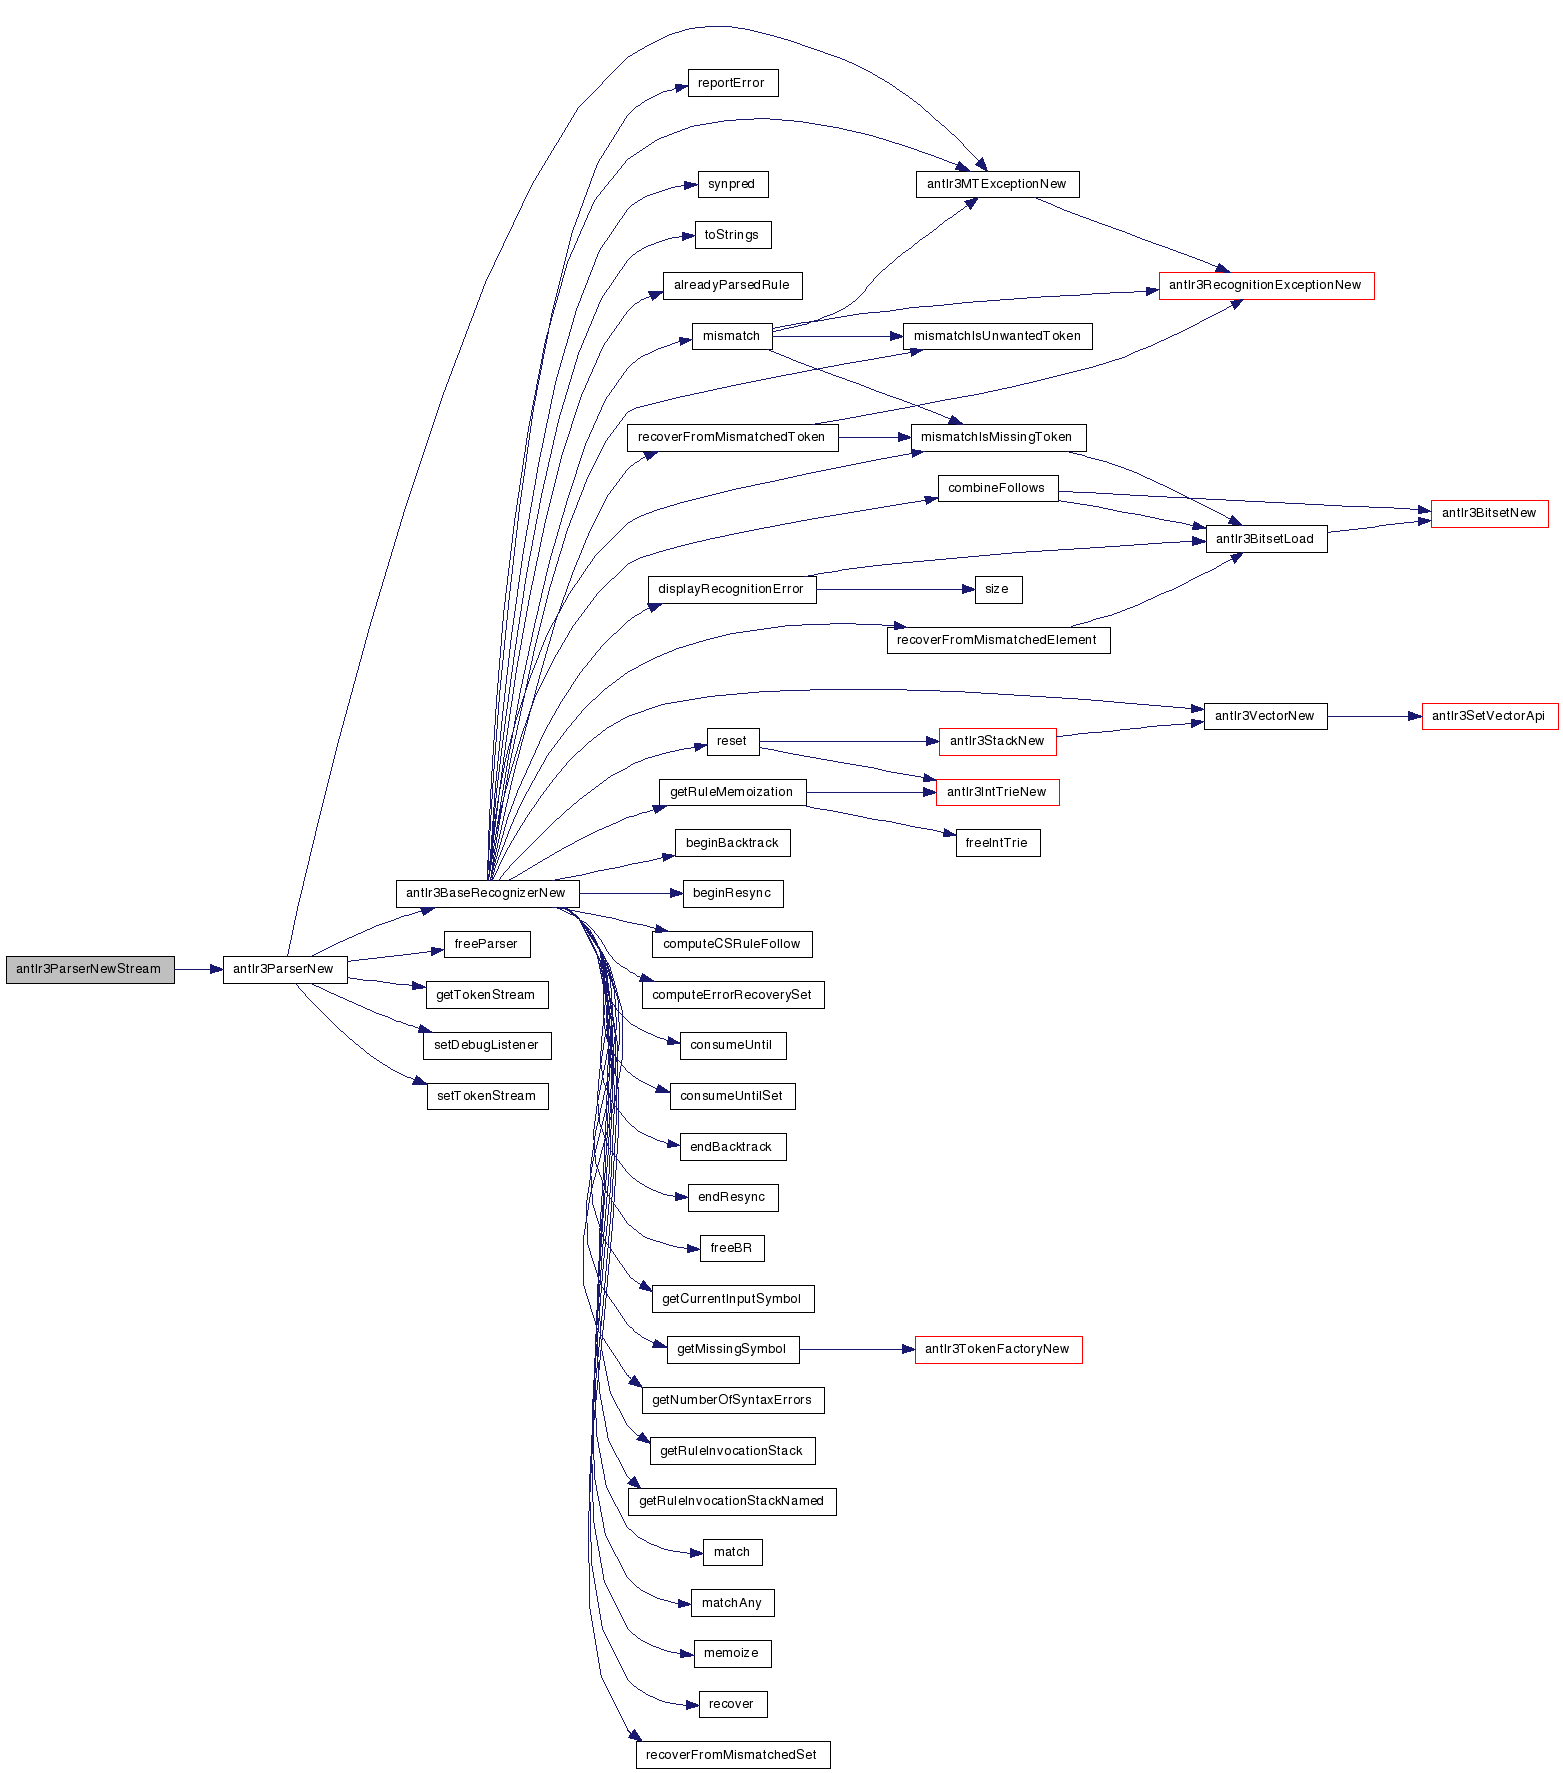 reportError
synpred
antlr3MTExceptionNew
toStrings
alreadyParsedRule
antlr3RecognitionExceptionNew
mismatch
mismatchIsUnwantedToken
recoverFromMismatchedToken
mismatchIsMissingToken
combineFollows
antlr3BitsetNew
antlr3BitsetLoad
displayRecognitionError
size
recoverFromMismatchedElement
antlr3VectorNew
antlr3SetVectorApi
reset
antlr3StackNew
getRuleMemoization
antlr3IntTrieNew
beginBacktrack
freeIntTrie
antlr3BaseRecognizerNew
beginResync
freeParser
computeCSRuleFollow
antlr3ParserNewStream
antlr3ParserNew
getTokenStream
computeErrorRecoverySet
setDebugListener
consumeUntil
setTokenStream
consumeUntilSet
endBacktrack
endResync
freeBR
getCurrentInputSymbol
getMissingSymbol
antlr3TokenFactoryNew
getNumberOfSyntaxErrors
getRuleInvocationStack
getRuleInvocationStackNamed
match
matchAny
memoize
recover
recoverFromMismatchedSet